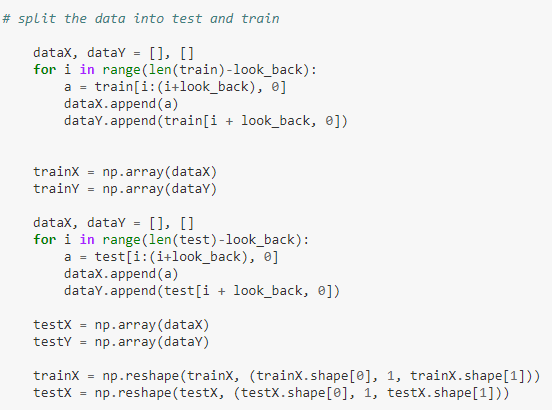 # split the data into test and train
dataX, dataY = [], []
for i in range(len(train)-look_back):
a = train[i:(i+look_back), 0]
dataX.append(a)
dataY.append(train[i + look_back, 0])
trainX = np.array(dataX)
trainY = np.array(dataY)
dataX, dataY = [], []
for i in range(len(test)-look_back):
a = test[i:(i+look_back), 0]
dataX.append(a)
dataY.append(test[i + look_back, 0])
testX = np.array(dataX)
testY = np.array(dataY)
trainX = np.reshape(trainX, (trainX.shape[0], 1, trainX.shape[1]))
testX = np.reshape(testX, (testX.shape[0], 1, testX.shape[1]))